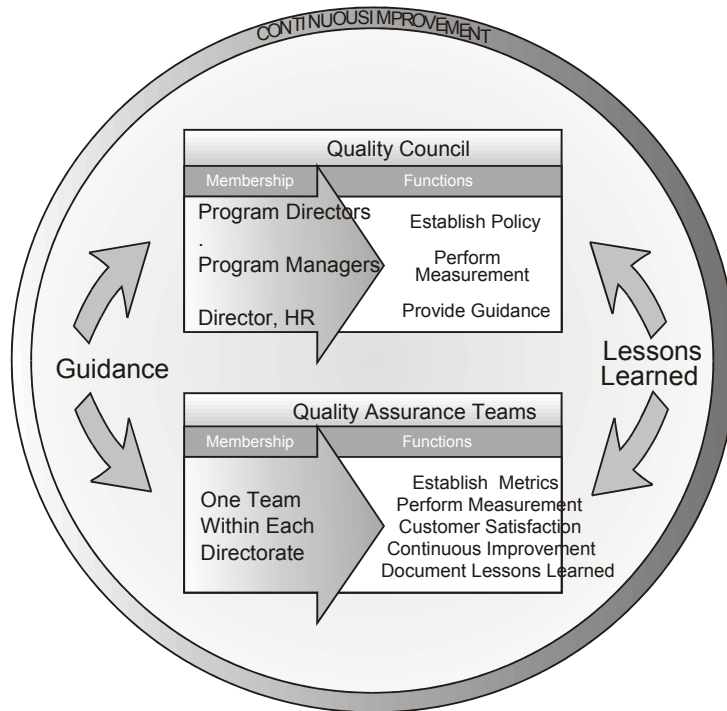 CONTINUOUSIMPROVEMENT
Quality Council
Membership
Functions
Program Directors
.
Program Managers
Director, HR
Establish Policy
Perform
Measurement
Provide Guidance
Guidance
Lessons
Learned
Quality Assurance Teams
Membership
Functions
One Team
Within Each
Directorate
Establish Metrics
Perform Measurement
Customer Satisfaction
Continuous Improvement
Document Lessons Learned